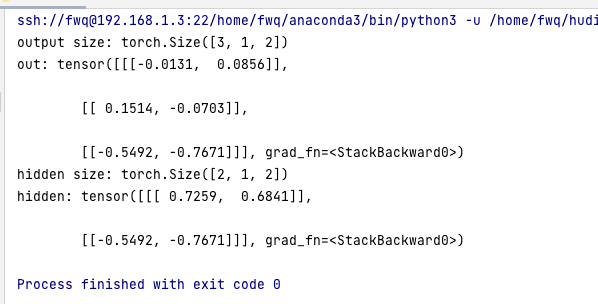 ssh://fwq@192.168.1.3:22/home/fwq/anaconda3/bin/python3 -u /home/fwq/hudi
output size: torch.Size([3, 1, 2])
out: tensor([[[-0.0131,  0.0856]],
        [[ 0.1514, -0.0703]],
        [[-0.5492, -0.7671]]], grad_fn=<StackBackward0>)
hidden size: torch.Size([2, 1, 2])
hidden: tensor([[[ 0.7259,  0.6841]],
        [[-0.5492, -0.7671]]], grad_fn=<StackBackward0>)
Process finished with exit code 0